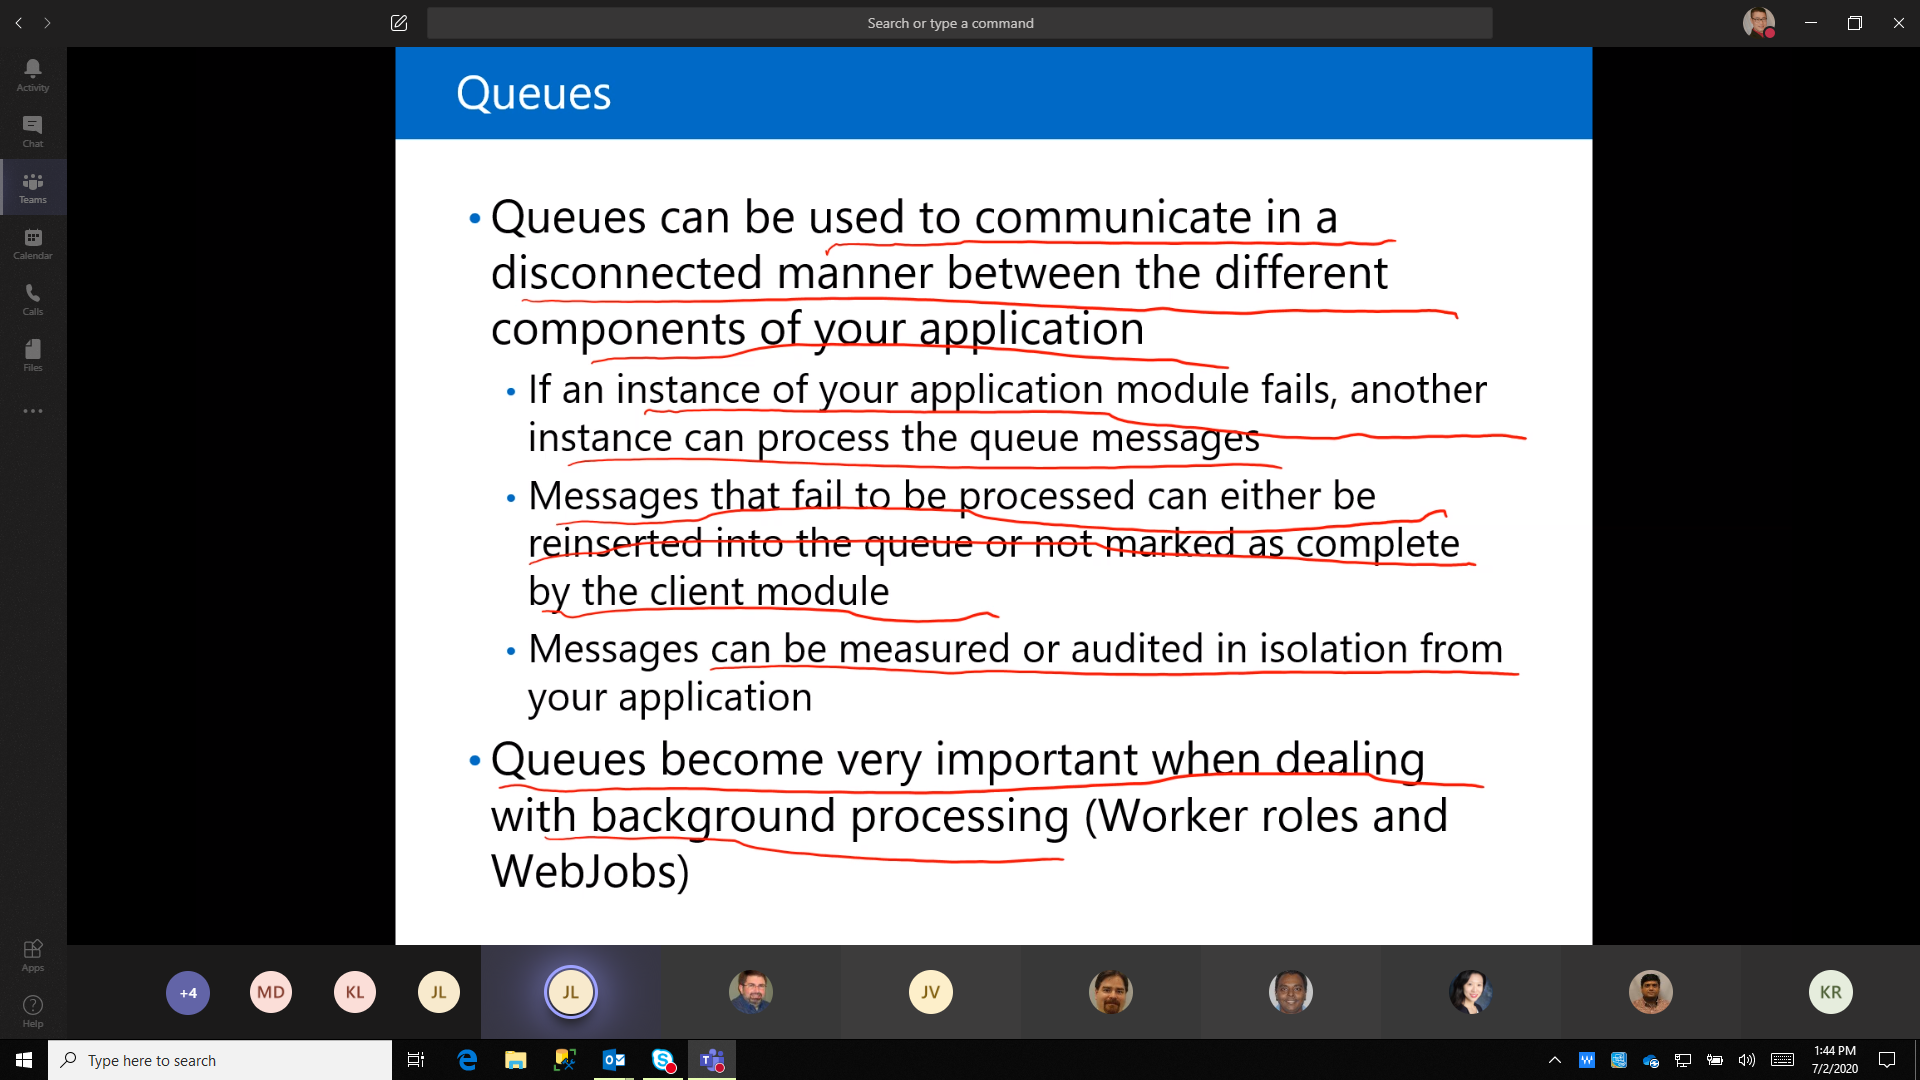 Search or type a command
Activity
Chat
Teams
Calendar
Calls
Files
Apps
Help
Queues
• Queues can be used to communicate in a
disconnected manner between the different
components of your application
• If an instance of your application module fails, another
instance can process the queue messages
• Messages that fail to be processed can either be
reinserted into the queue or not marked as complete
by the client module
• Messages can be measured or audited in isolation from
your application
• Queues become very important when dealing
with background processing (Worker roles and
WebJobs)
+4
MD
KL
JL
JL
JV
KR
Type here to search
1:44 PM
7/2/2020